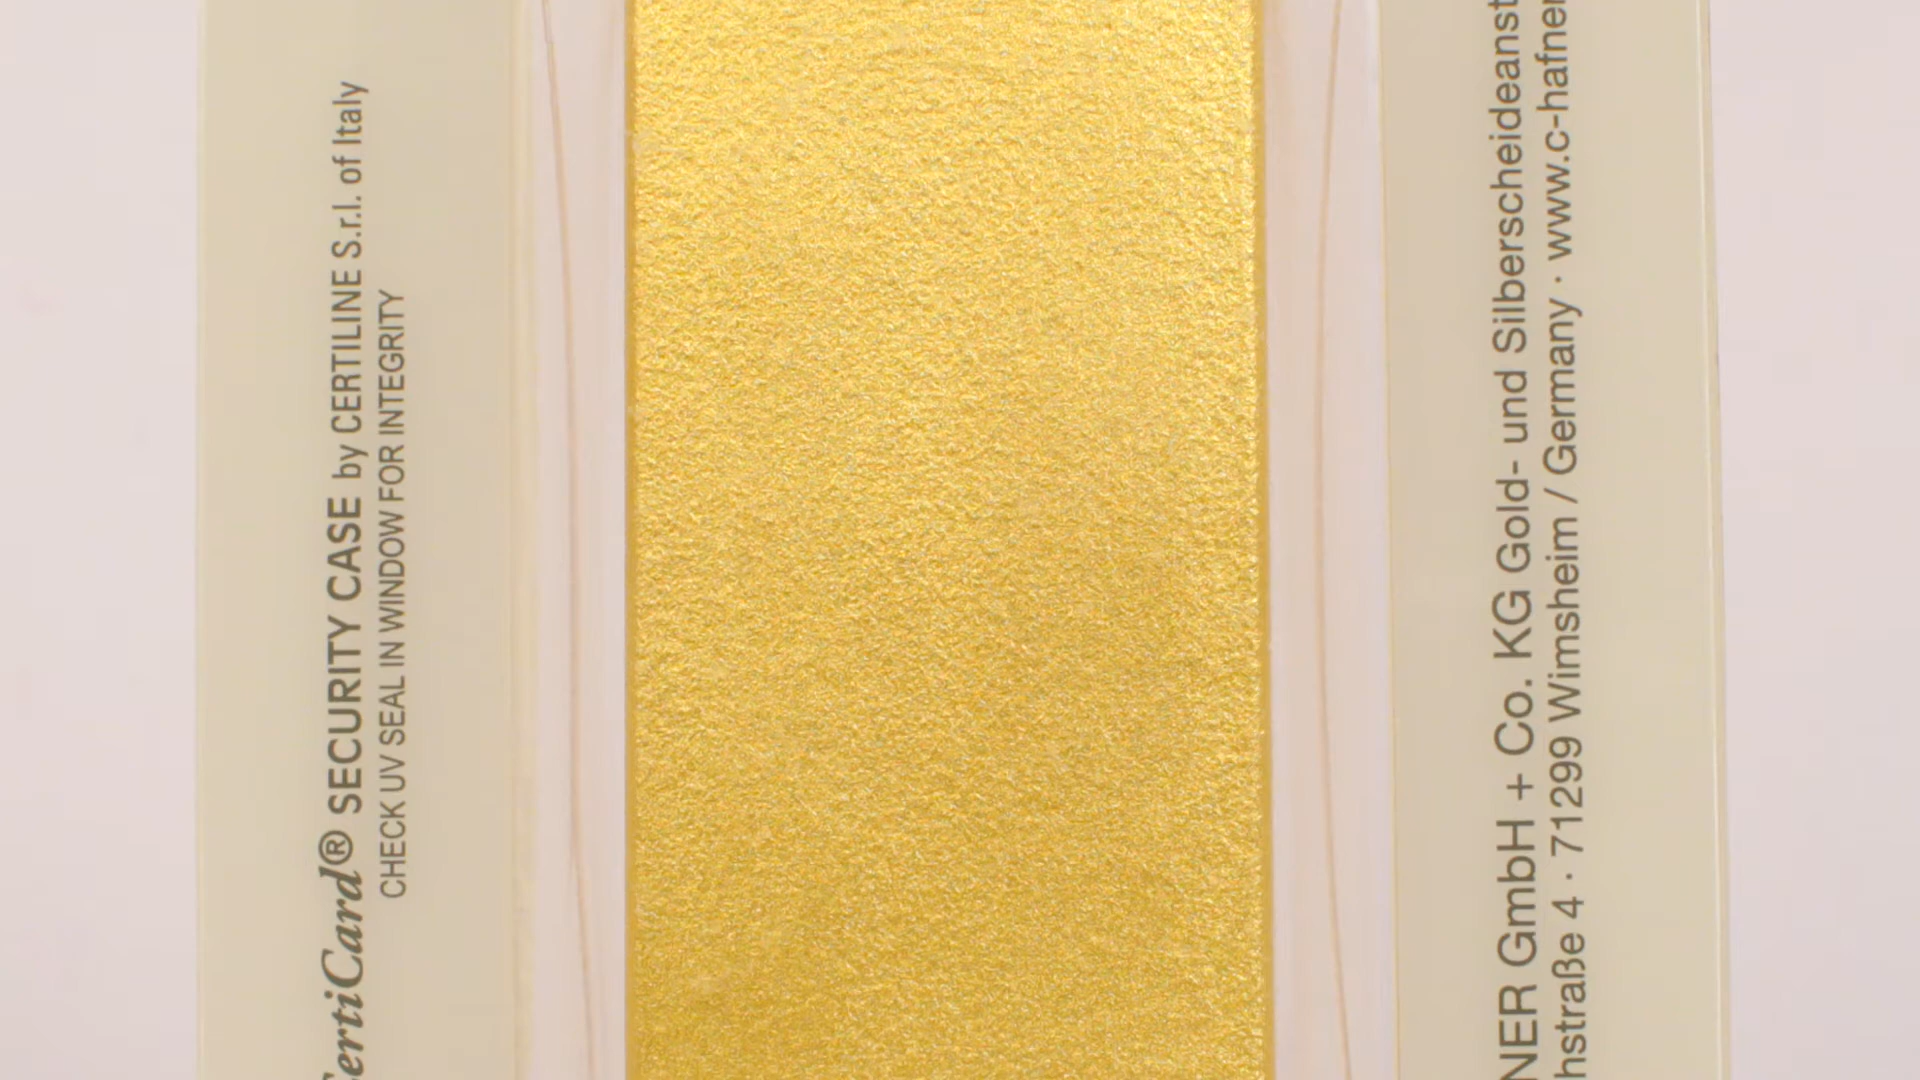 CertiCard® SECURITY CASE by CERTILINE S.r.l. of Italy
CHECK UV SEAL IN WINDOW FOR INTEGRITY
NER GmbH + Co. KG Gold- und Silberscheideanst
hstraße 4 · 71299 Wimsheim / Germany · www.c-hafner